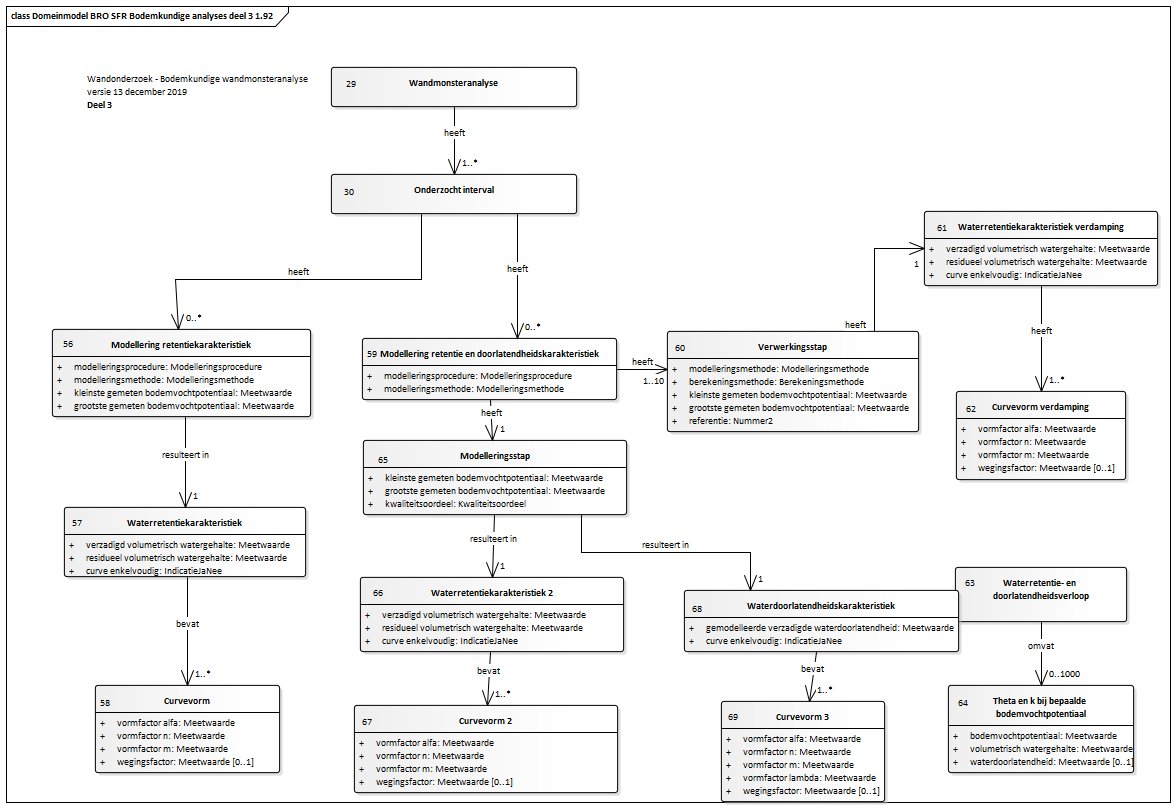 class Domeinmodel BRO SFR Bodemkundige analyses deel 3 1.92
Wandonderzoek - Bodemkundige wandmonsteranalyse
versie 13 december 2019
Deel 3
29 Wandmonsteranalyse
heeft
1..*
30 Onderzocht interval
heeft
0..*
heeft
0..*
56 Modellering retentiekarakteristiek
+ modelleringsprocedure: Modelleringsprocedure
+ modelleringsmethode: Modelleringsmethode
+ kleinste gemeten bodemvochtpotentiaal: Meetwaarde
+ grootste gemeten bodemvochtpotentiaal: Meetwaarde
resulteert in
1
57 Waterretentiekarakteristiek
+ verzadigd volumetrisch watergehalte: Meetwaarde
+ residueel volumetrisch watergehalte: Meetwaarde
+ curve enkelvoudig: IndicatieJaNee
bevat
1..*
58 Curvevorm
+ vormfactor alfa: Meetwaarde
+ vormfactor n: Meetwaarde
+ vormfactor m: Meetwaarde
+ wegingsfactor: Meetwaarde [0..1]
59 Modellering retentie en doorlatendheidskarakteristiek
+ modelleringsprocedure: Modelleringsprocedure
+ modelleringsmethode: Modelleringsmethode
heeft
1..10
60 Verwerkingsstap
+ modelleringsmethode: Modelleringsmethode
+ berekeningsmethode: Berekeningsmethode
+ kleinste gemeten bodemvochtpotentiaal: Meetwaarde
+ grootste gemeten bodemvochtpotentiaal: Meetwaarde
+ referentie: Nummer2
heeft
1
61 Waterretentiekarakteristiek verdamping
+ verzadigd volumetrisch watergehalte: Meetwaarde
+ residueel volumetrisch watergehalte: Meetwaarde
+ curve enkelvoudig: IndicatieJaNee
heeft
1..*
62 Curvevorm verdamping
+ vormfactor alfa: Meetwaarde
+ vormfactor n: Meetwaarde
+ vormfactor m: Meetwaarde
+ wegingsfactor: Meetwaarde [0..1]
heeft
1
65 Modelleringsstap
+ kleinste gemeten bodemvochtpotentiaal: Meetwaarde
+ grootste gemeten bodemvochtpotentiaal: Meetwaarde
+ kwaliteitsoordeel: Kwaliteitsoordeel
resulteert in
1
resulteert in
1
66 Waterretentiekarakteristiek 2
+ verzadigd volumetrisch watergehalte: Meetwaarde
+ residueel volumetrisch watergehalte: Meetwaarde
+ curve enkelvoudig: IndicatieJaNee
bevat
1..*
67 Curvevorm 2
+ vormfactor alfa: Meetwaarde
+ vormfactor n: Meetwaarde
+ vormfactor m: Meetwaarde
+ wegingsfactor: Meetwaarde [0..1]
68 Waterdoorlatendheidskarakteristiek
+ gemodelleerde verzadigde waterdoorlatendheid: Meetwaarde
+ curve enkelvoudig: IndicatieJaNee
bevat
1..*
69 Curvevorm 3
+ vormfactor alfa: Meetwaarde
+ vormfactor n: Meetwaarde
+ vormfactor m: Meetwaarde
+ vormfactor lambda: Meetwaarde
+ wegingsfactor: Meetwaarde [0..1]
63 Waterretentie- en
doorlatendheidsverloop
omvat
0..1000
64 Theta en k bij bepaalde
bodemvochtpotentiaal
+ bodemvochtpotentiaal: Meetwaarde
+ volumetrisch watergehalte: Meetwaarde
+ waterdoorlatendheid: Meetwaarde [0..1]